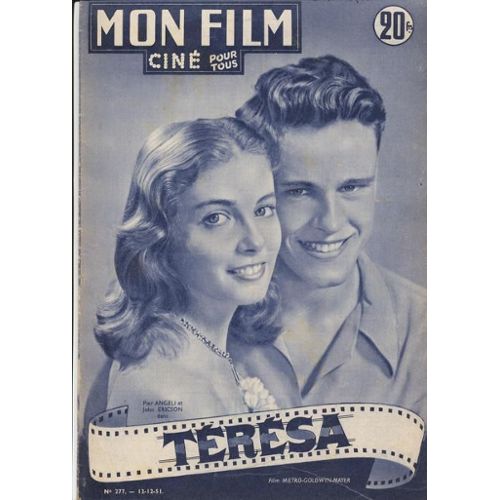 MON FILM
20 Fr
CINÉ POUR TOUS
Pier ANGELI et
John ERICSON
dans
TÉRÉSA
Film METRO-GOLDWYN-MAYER
N° 277. — 12-12-51.